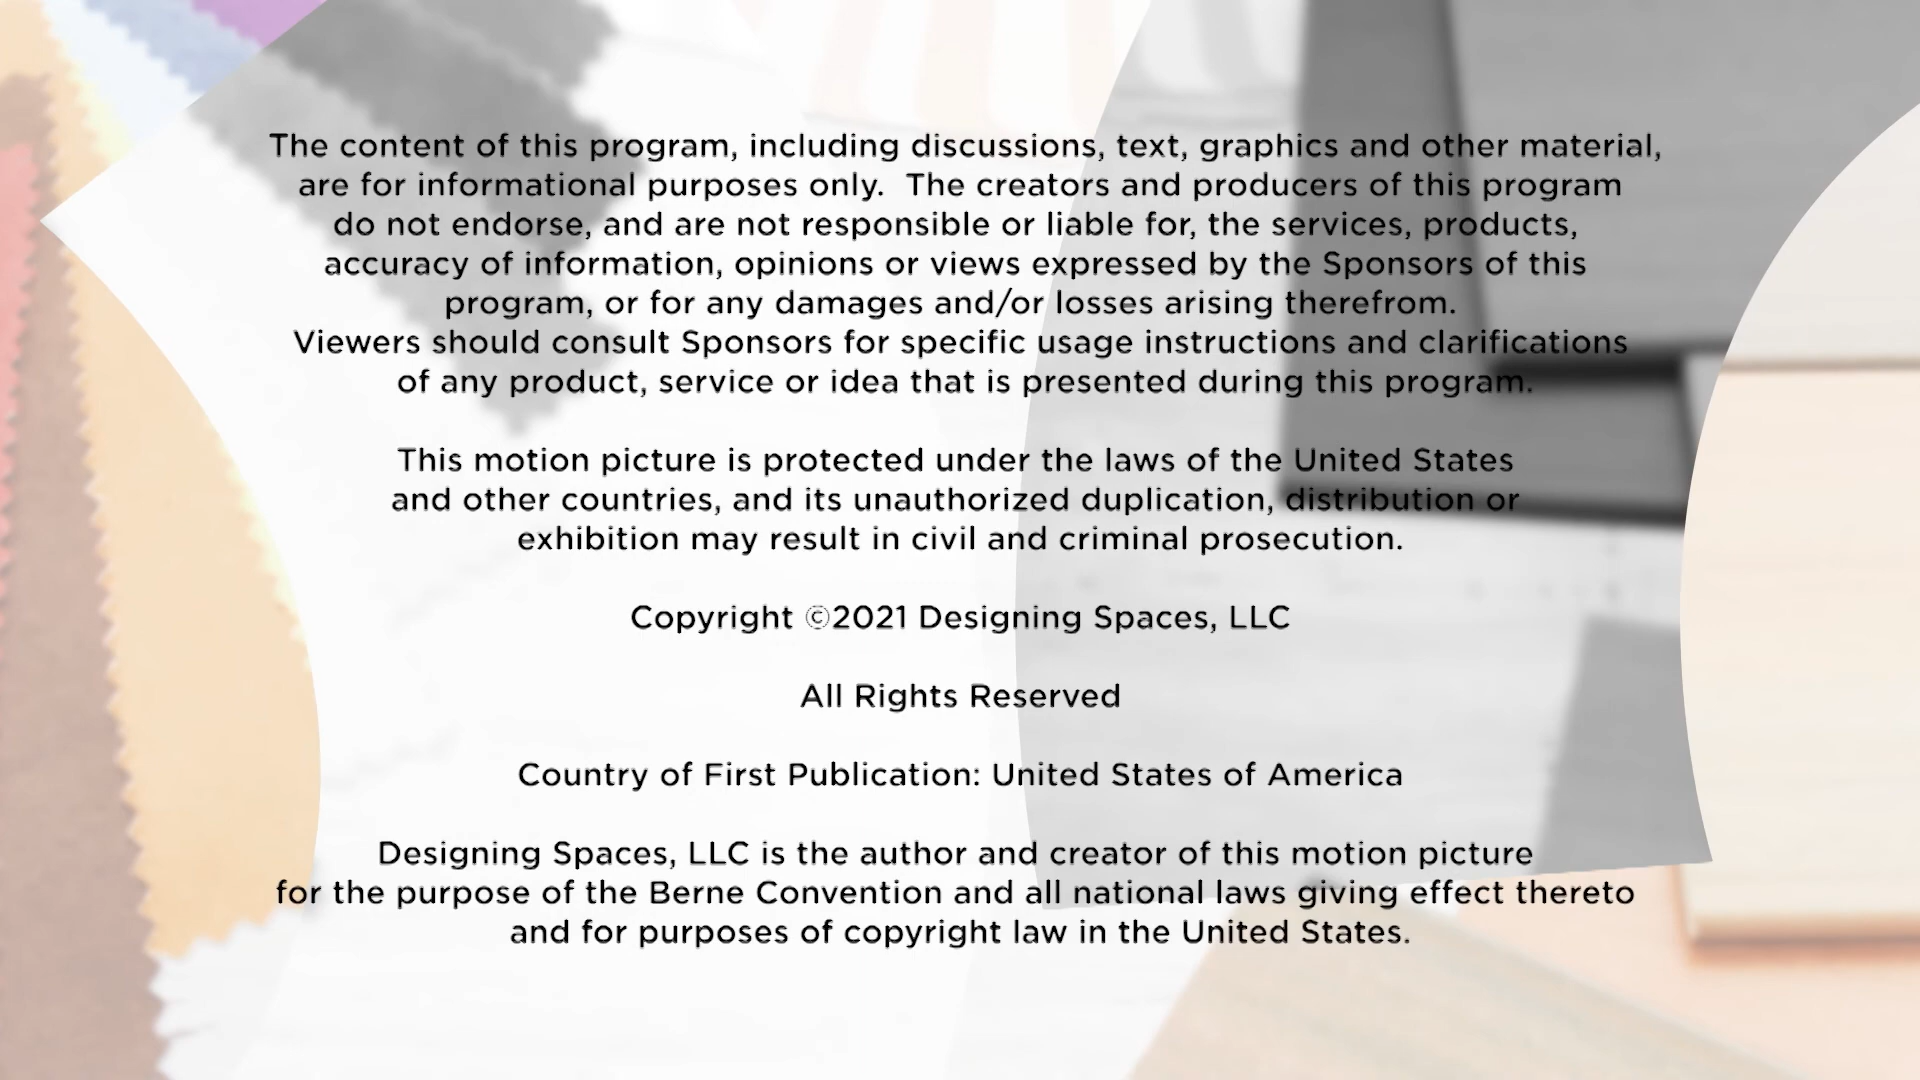 The content of this program, including discussions, text, graphics and other material,
are for informational purposes only.  The creators and producers of this program
do not endorse, and are not responsible or liable for, the services, products,
accuracy of information, opinions or views expressed by the Sponsors of this
program, or for any damages and/or losses arising therefrom.
Viewers should consult Sponsors for specific usage instructions and clarifications
of any product, service or idea that is presented during this program.
This motion picture is protected under the laws of the United States
and other countries, and its unauthorized duplication, distribution or
exhibition may result in civil and criminal prosecution.
Copyright ©2021 Designing Spaces, LLC
All Rights Reserved
Country of First Publication: United States of America
Designing Spaces, LLC is the author and creator of this motion picture
for the purpose of the Berne Convention and all national laws giving effect thereto
and for purposes of copyright law in the United States.